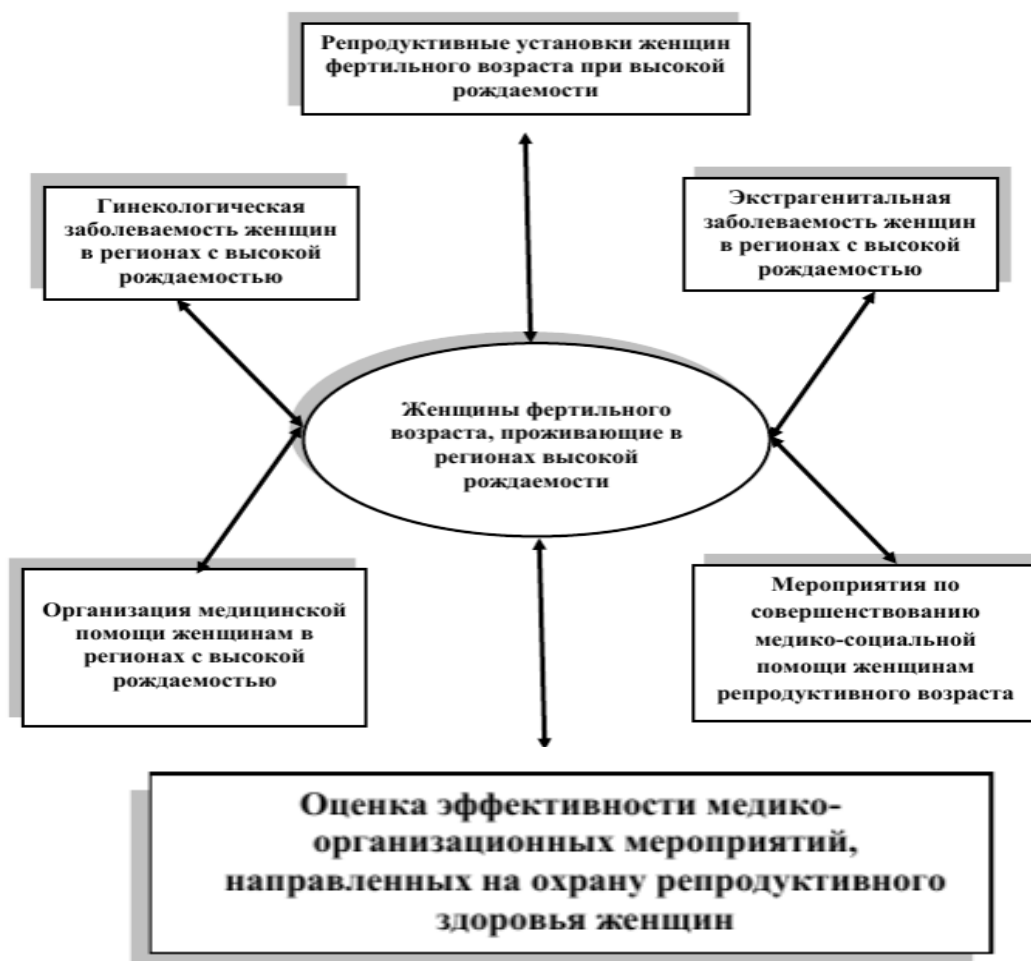 Репродуктивные установки женщин
фертильного возраста при высокой
рождаемости
Гинекологическая
заболеваемость женщин
в регионах с высокой
рождаемостью
Экстрагенитальная
заболеваемость женщин
в регионах с высокой
рождаемостью
Женщины фертильного
возраста, проживающие в
регионах высокой
рождаемости
Организация медицинской
помощи женщинам в
регионах с высокой
рождаемостью
Мероприятия по
совершенствованию
медико-социальной
помощи женщинам
репродуктивного возраста
Оценка эффективности медико-
организационных мероприятий,
направленных на охрану репродуктивного
здоровья женщин